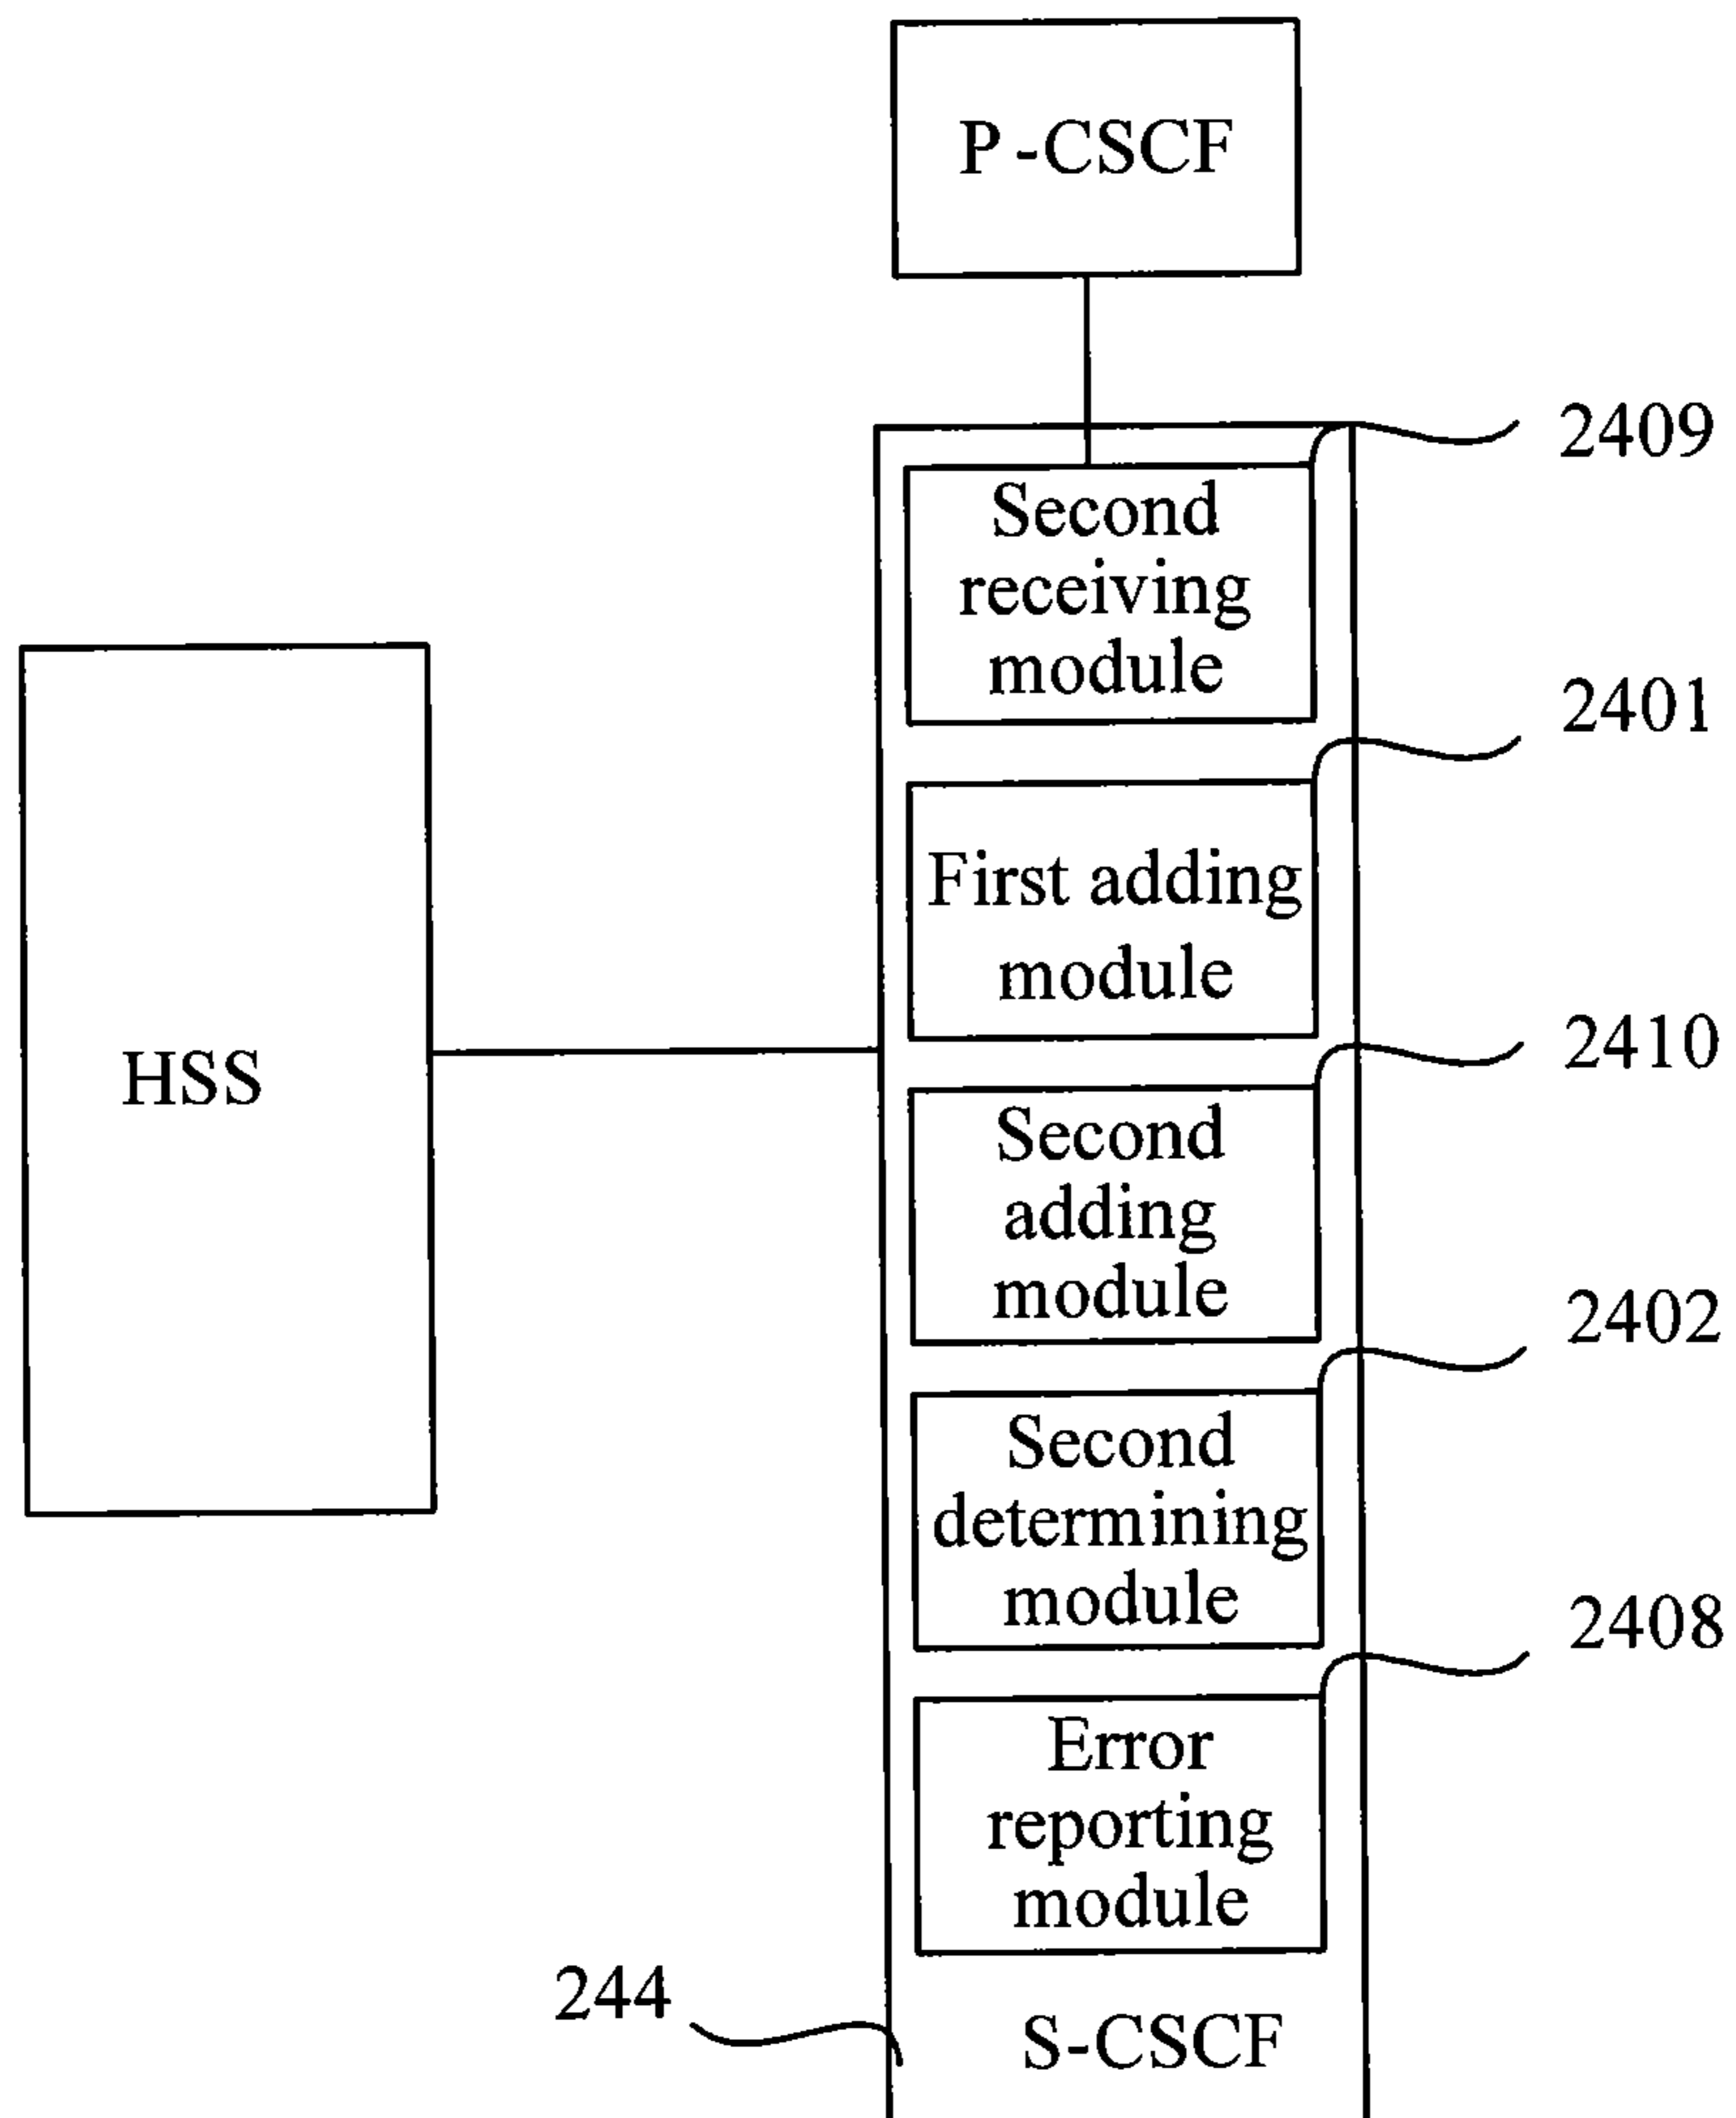 P-CSCF
2409
Second
receiving
module
2401
First adding
module
2410
HSS
Second
adding
module
2402
Second
determining
module
2408
Error
reporting
module
244
S-CSCF